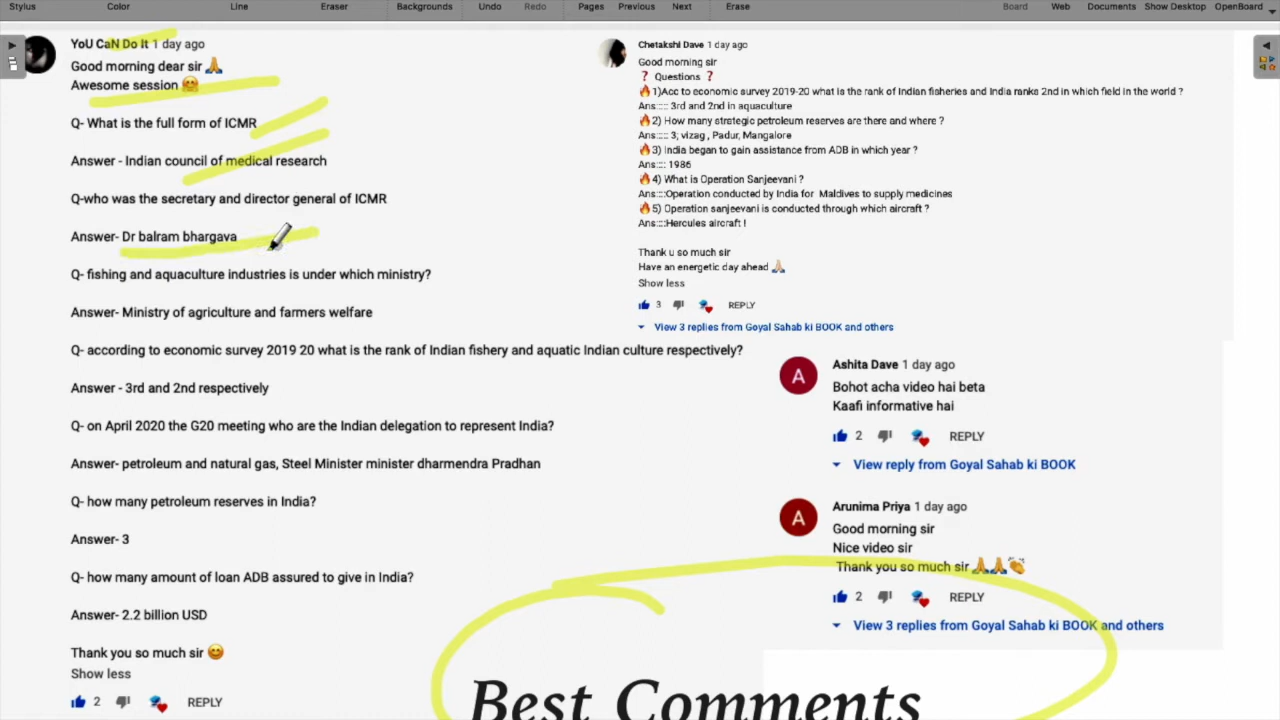 Stylus Color Line Eraser Backgrounds Undo Redo Pages Previous Next Erase Board Web Documents Show Desktop OpenBoard
YoU CaN Do It 1 day ago
Good morning dear sir 🙏
Awesome session 🤗
Q- What is the full form of ICMR
Answer - Indian council of medical research
Q-who was the secretary and director general of ICMR
Answer- Dr balram bhargava
Q- fishing and aquaculture industries is under which ministry?
Answer- Ministry of agriculture and farmers welfare
Q- according to economic survey 2019 20 what is the rank of Indian fishery and aquatic Indian culture respectively?
Answer - 3rd and 2nd respectively
Q- on April 2020 the G20 meeting who are the Indian delegation to represent India?
Answer- petroleum and natural gas, Steel Minister minister dharmendra Pradhan
Q- how many petroleum reserves in India?
Answer- 3
Q- how many amount of loan ADB assured to give in India?
Answer- 2.2 billion USD
Thank you so much sir 😊
Show less
2 REPLY
Chetakshi Dave 1 day ago
Good morning sir
❓ Questions ❓
🔥1)Acc to economic survey 2019-20 what is the rank of Indian fisheries and India ranks 2nd in which field in the world ?
Ans::::: 3rd and 2nd in aquaculture
🔥2) How many strategic petroleum reserves are there and where ?
Ans::::: 3; vizag , Padur, Mangalore
🔥3) India began to gain assistance from ADB in which year ?
Ans:::: 1986
🔥4) What is Operation Sanjeevani ?
Ans::::Operation conducted by India for Maldives to supply medicines
🔥5) Operation sanjeevani is conducted through which aircraft ?
Ans::::Hercules aircraft !
Thank u so much sir
Have an energetic day ahead 🙏
Show less
3 REPLY
View 3 replies from Goyal Sahab ki BOOK and others
A
Ashita Dave 1 day ago
Bohot acha video hai beta
Kaafi informative hai
2 REPLY
View reply from Goyal Sahab ki BOOK
A
Arunima Priya 1 day ago
Good morning sir
Nice video sir
Thank you so much sir 🙏🙏👏
2 REPLY
View 3 replies from Goyal Sahab ki BOOK and others
Best Comments